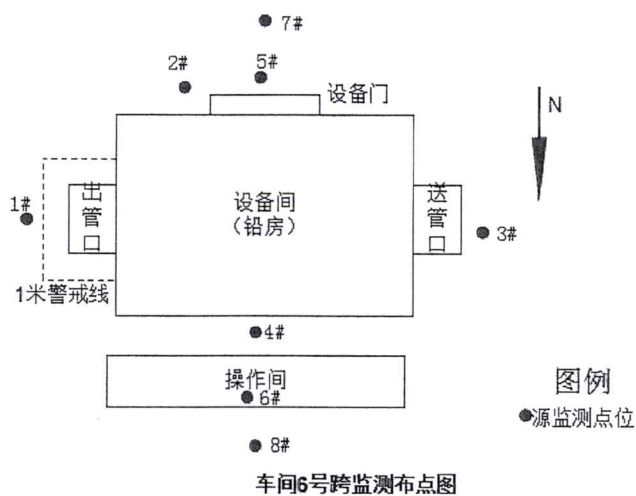 7#
2#
5#
设备门
N
出管口
设备间
（铅房）
送管口
1#
3#
1米警戒线
4#
操作间
6#
图例
源监测点位
8#
车间6号跨监测布点图